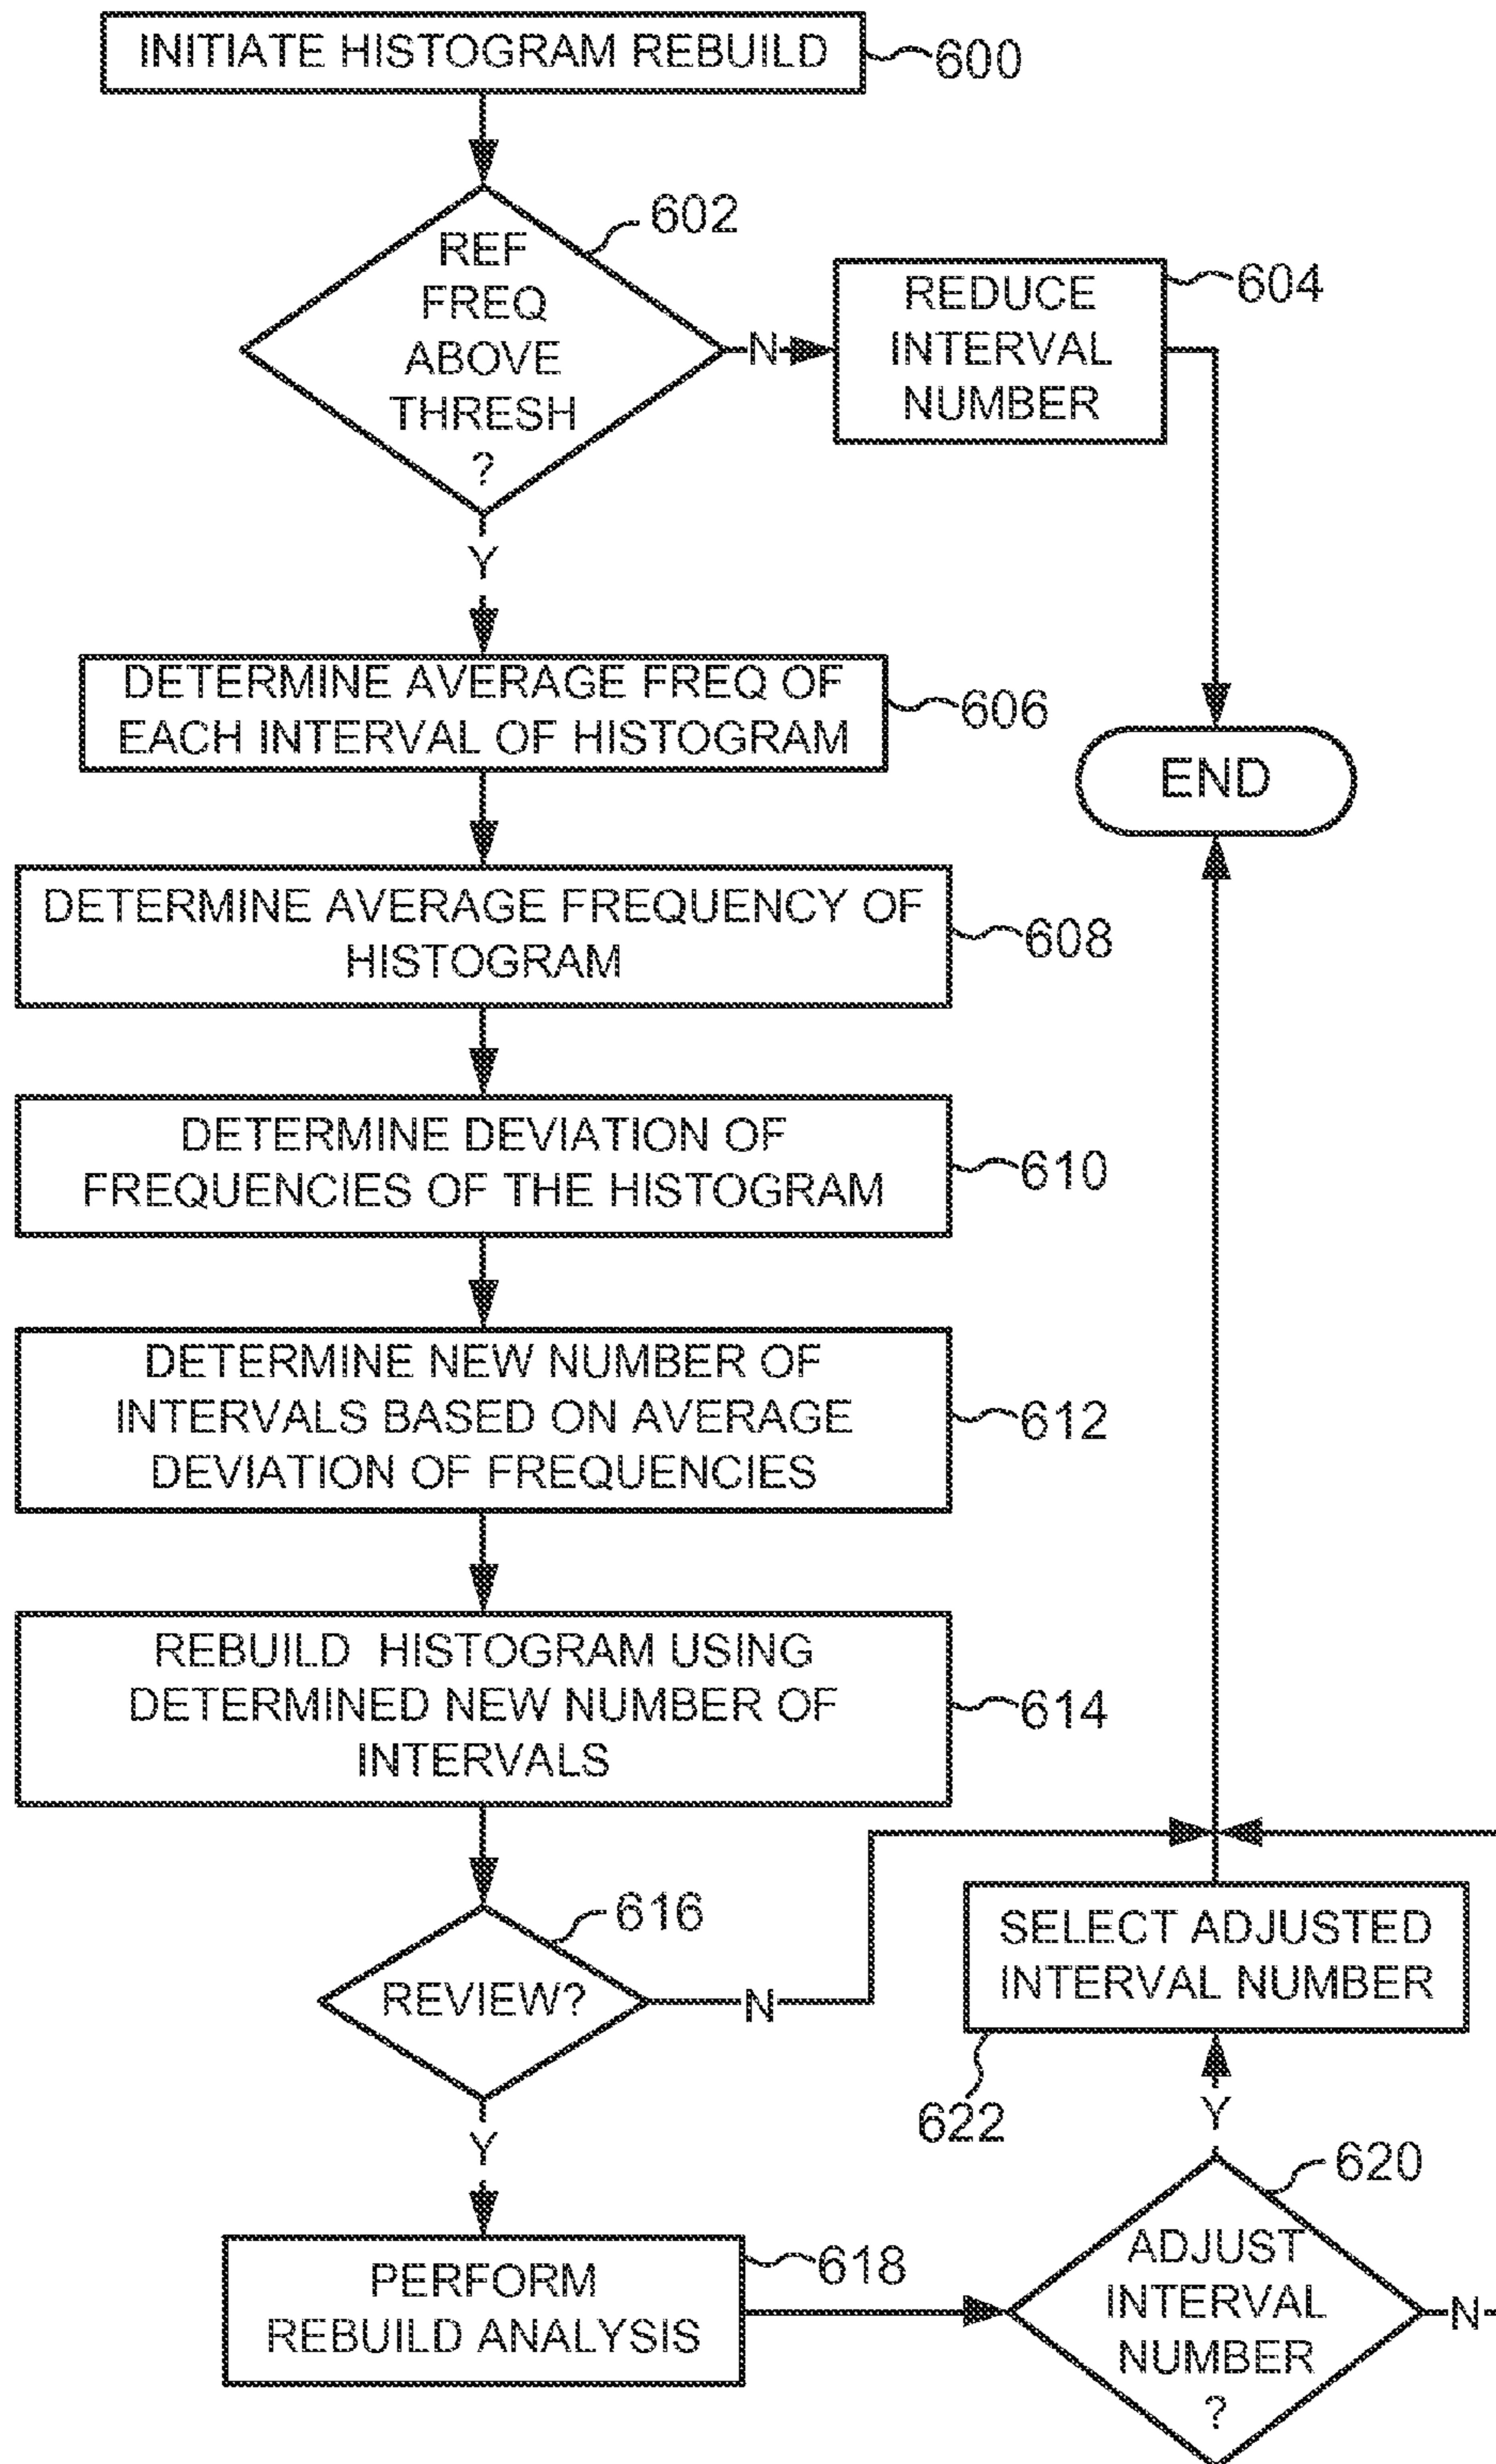 INITIATE HISTOGRAM REBUILD
600
602
REF
FREQ
ABOVE
THRESH
?
N
REDUCE
INTERVAL
NUMBER
604
Y
DETERMINE AVERAGE FREQ OF
EACH INTERVAL OF HISTOGRAM
606
END
DETERMINE AVERAGE FREQUENCY OF
HISTOGRAM
608
DETERMINE DEVIATION OF
FREQUENCIES OF THE HISTOGRAM
610
DETERMINE NEW NUMBER OF
INTERVALS BASED ON AVERAGE
DEVIATION OF FREQUENCIES
612
REBUILD HISTOGRAM USING
DETERMINED NEW NUMBER OF
INTERVALS
614
616
REVIEW?
N
SELECT ADJUSTED
INTERVAL NUMBER
622
Y
Y
620
PERFORM
REBUILD ANALYSIS
618
ADJUST
INTERVAL
NUMBER
?
N